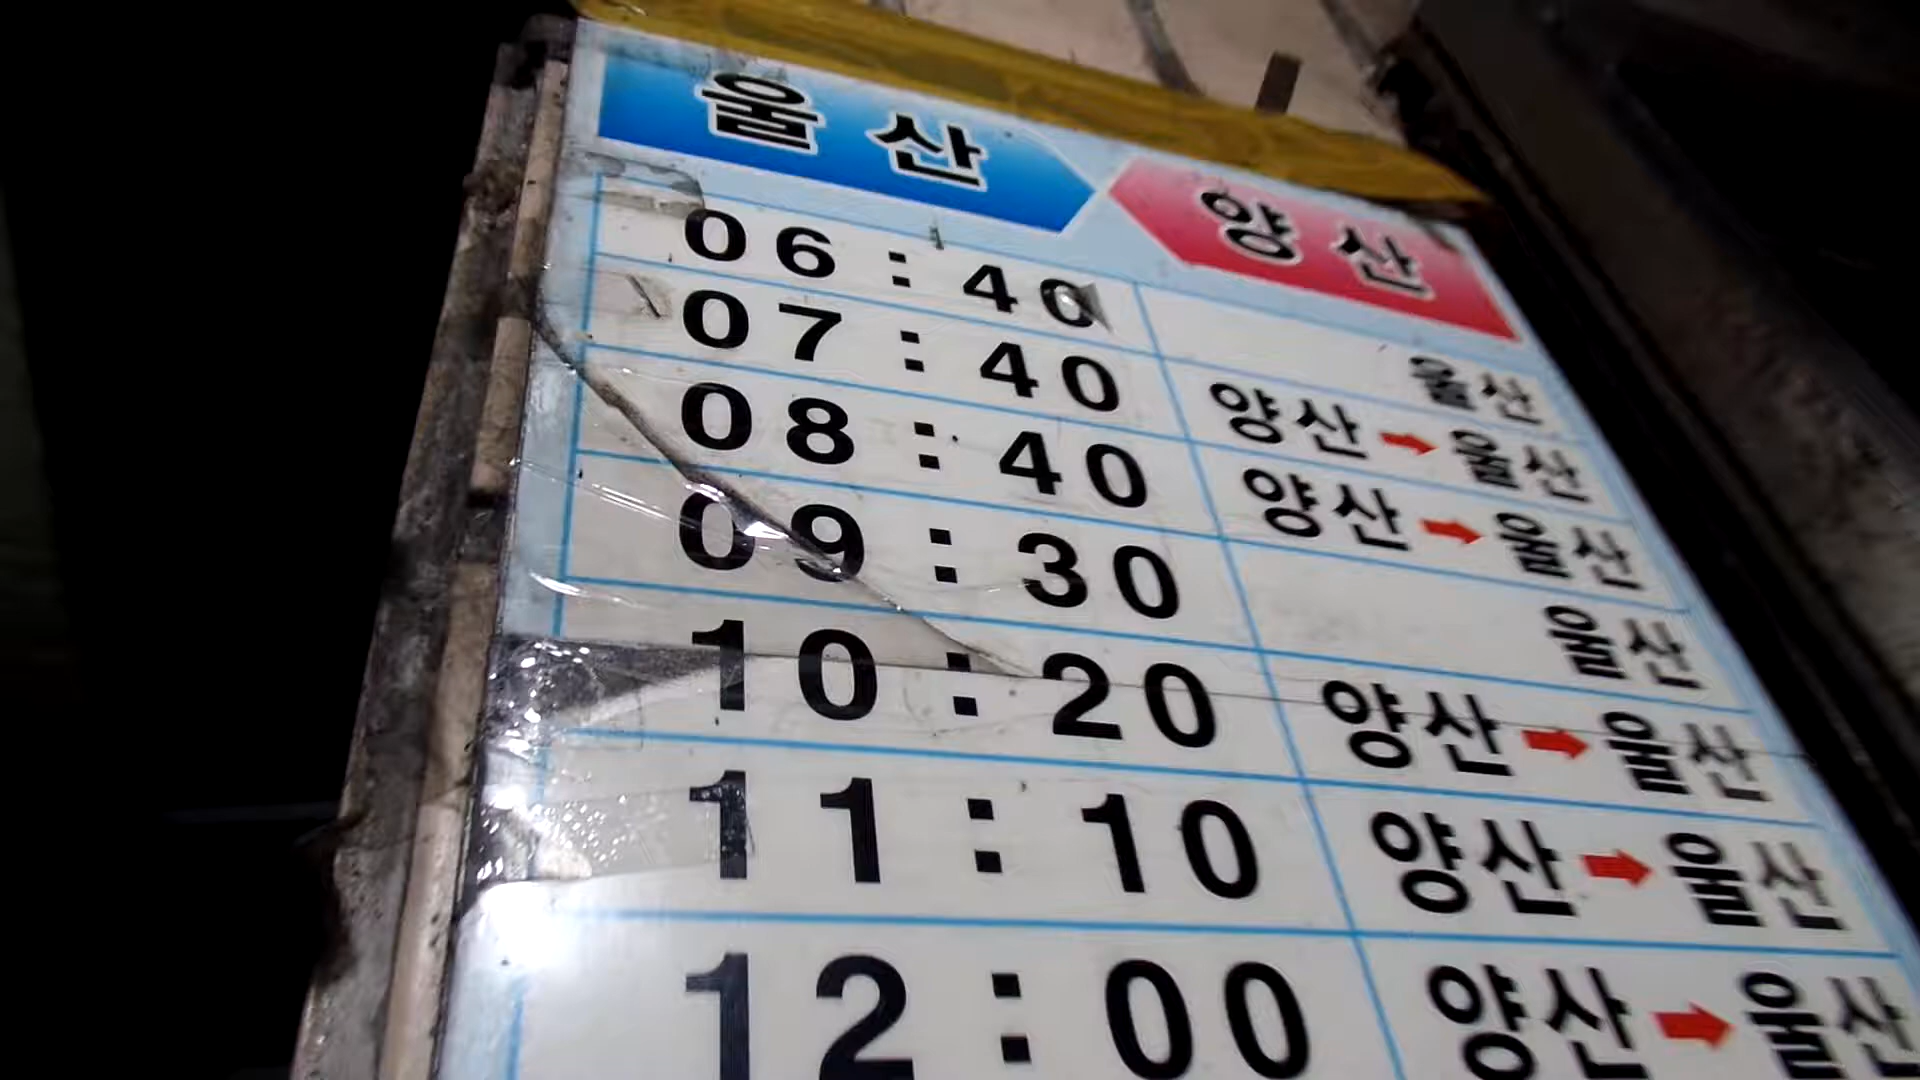 울산 양산
06:40 울산
07:40 양산 → 울산
08:40 양산 → 울산
09:30 울산
10:20 양산 → 울산
11:10 양산 → 울산
12:00 양산 → 울산